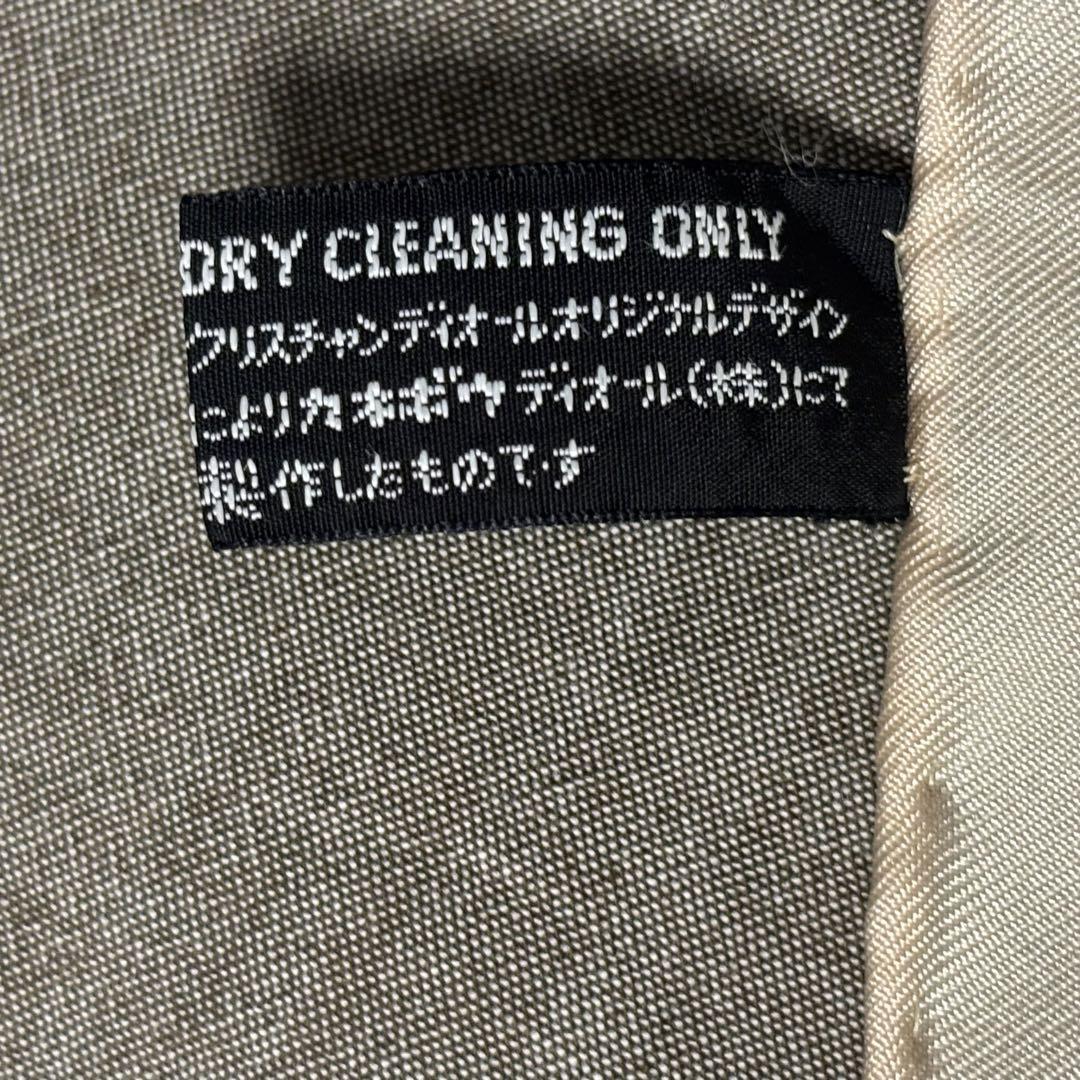 DRY CLEANING ONLY
クリスチャンディオールオリジナルデザイン
によりカネボウディオール(株)にて
製作したものです